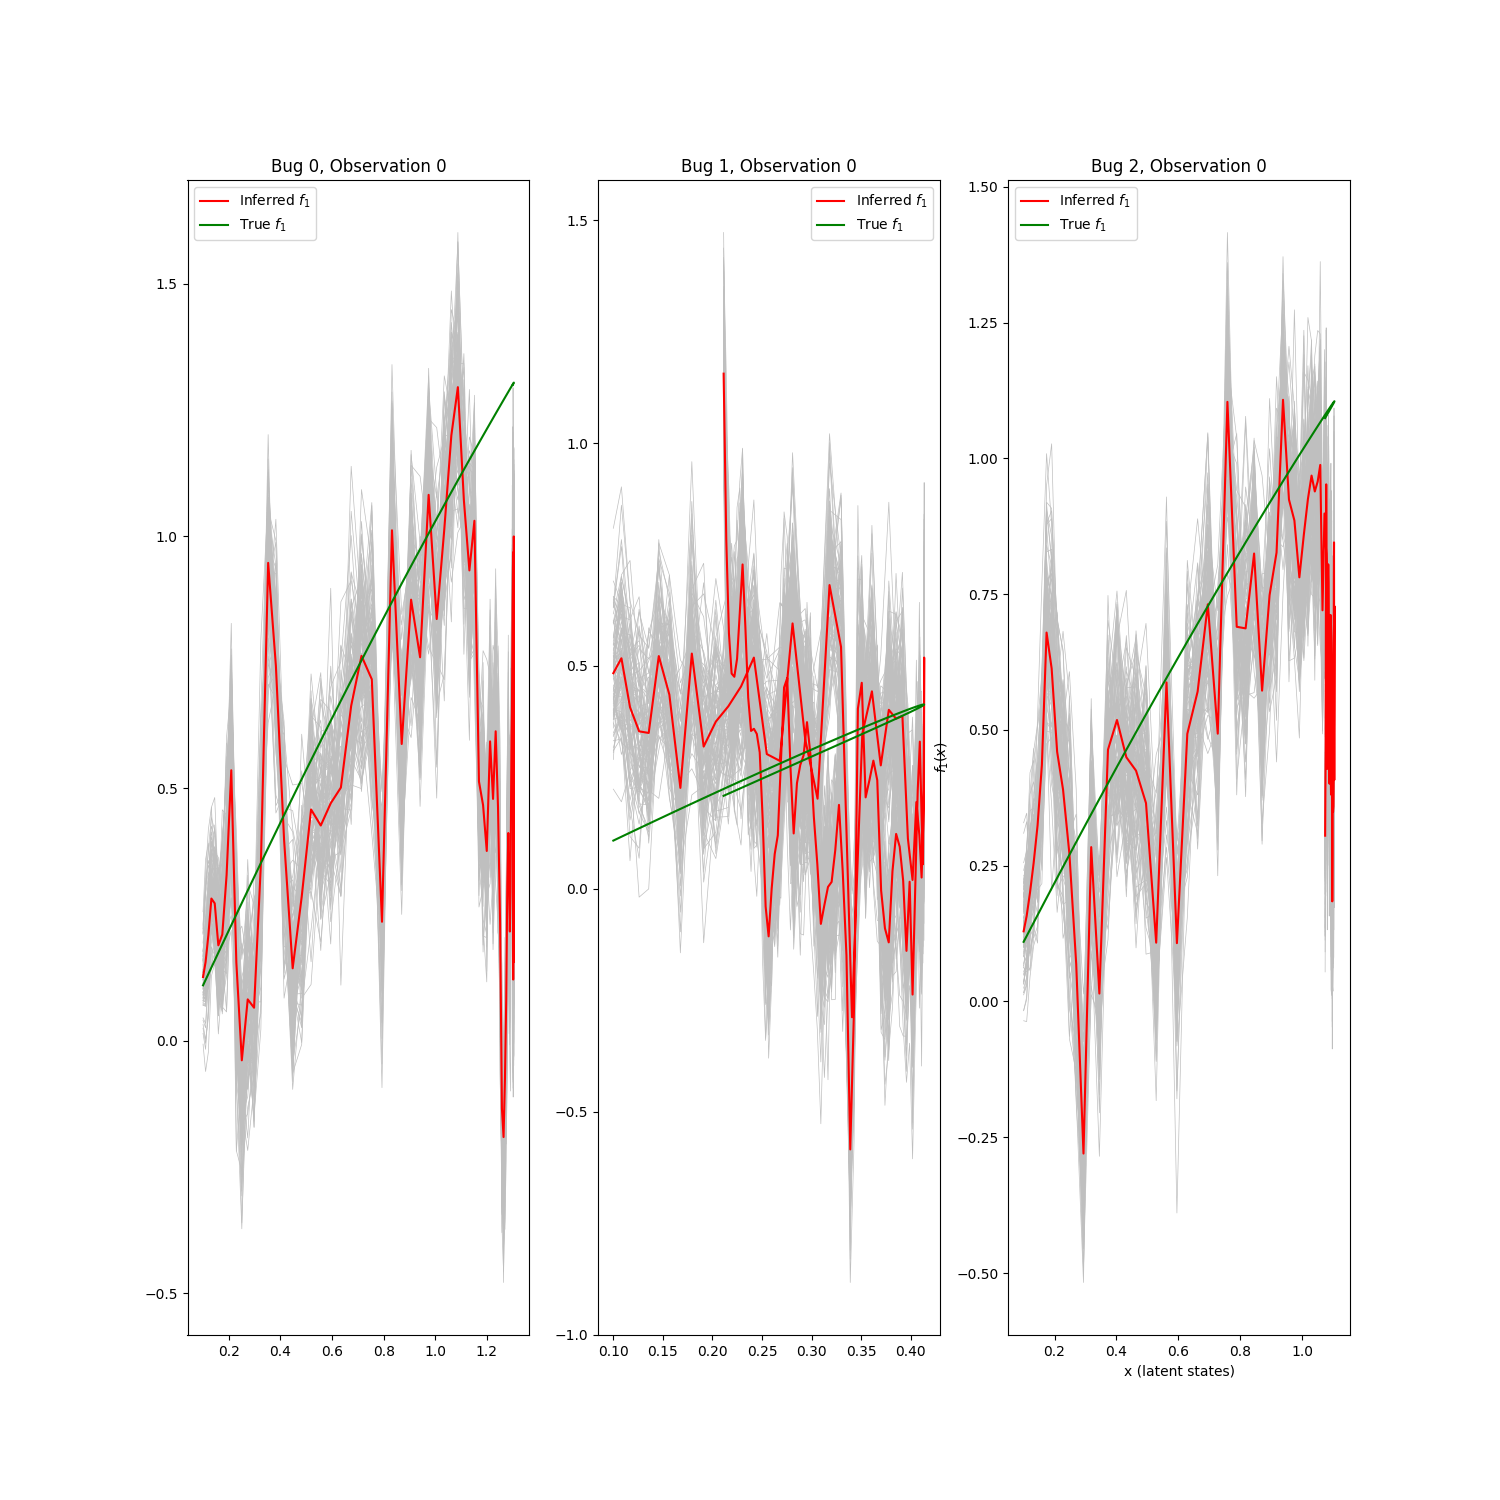 Bug 0, Observation 0
Inferred f₁
True f₁
1.5
1.0
0.5
0.0
−0.5
0.2 0.4 0.6 0.8 1.0 1.2
Bug 1, Observation 0
Inferred f₁
True f₁
1.5
1.0
0.5
0.0
−0.5
−1.0
0.10 0.15 0.20 0.25 0.30 0.35 0.40
Bug 2, Observation 0
Inferred f₁
True f₁
f₁(x)
1.50
1.25
1.00
0.75
0.50
0.25
0.00
−0.25
−0.50
0.2 0.4 0.6 0.8 1.0
x (latent states)